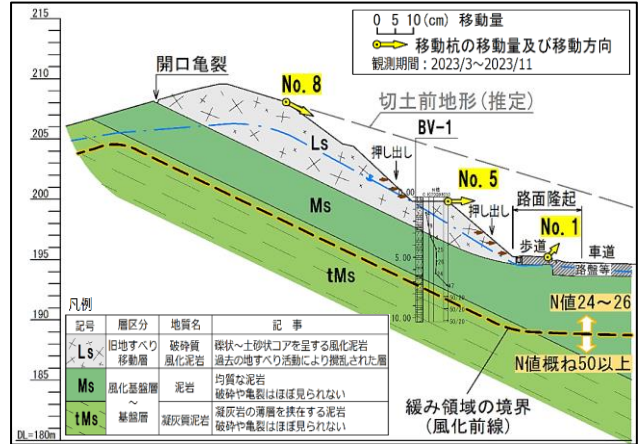 215
210
205
200
195
190
189
185
DL=180m
0 5 10(cm) 移動量
移動杭の移動量及び移動方向
観測期間：2023/3～2023/11
開口亀裂
No. 8
切土前地形(推定)
Ls
押し出し
BV-1
No. 5
押し出し
路面隆起
No. 1
歩道
車道
路盤等
Ms
tMs
5.00
10.00
N値24～26
N値概ね50以上
緩み領域の境界
(風化前線)
凡例
記号 層区分 地質名 記 事
Ls 旧地すべり移動層 破砕質風化泥岩 礫状～土砂状コアを呈する風化泥岩
過去の地すべり活動により擾乱された層
Ms 風化基盤層～基盤層 泥岩 均質な泥岩
破砕や亀裂はほぼ見られない
tMs 凝灰質泥岩 凝灰岩の薄層を挟在する泥岩
破砕や亀裂はほぼ見られない